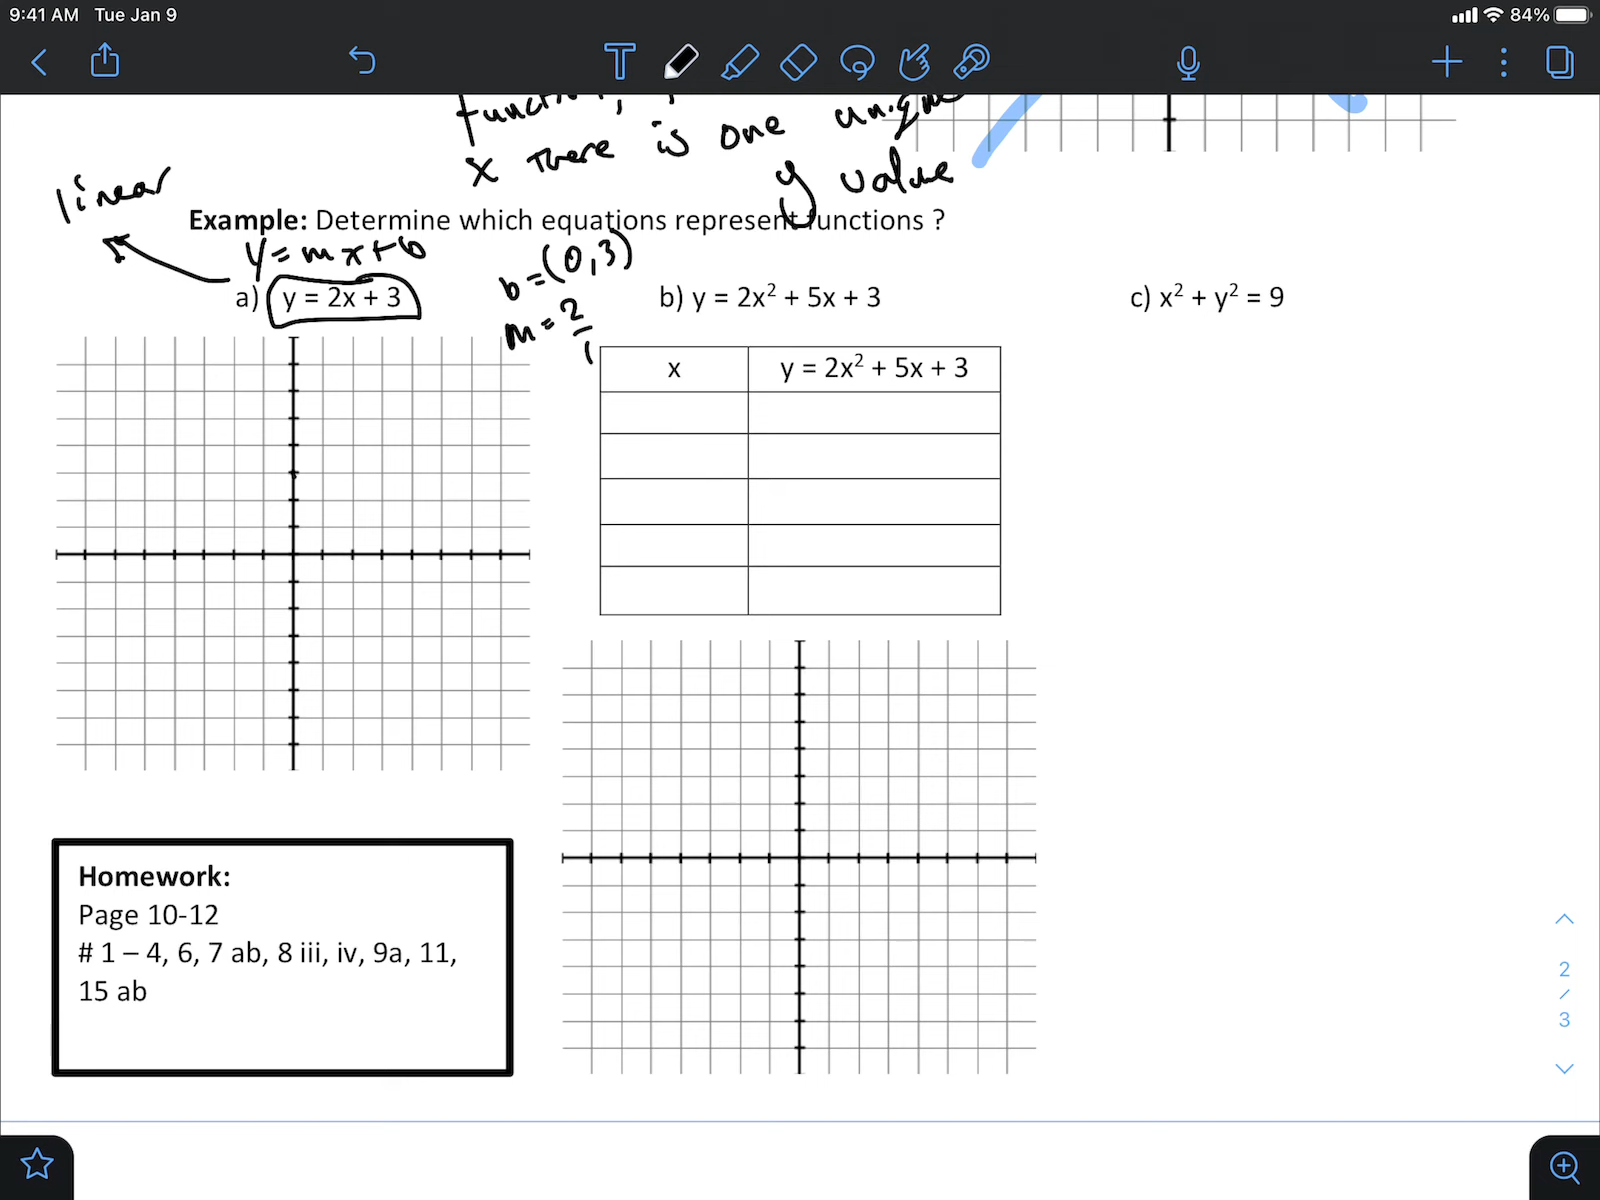 9:41 AM Tue Jan 9
84%
x There is one unique
y value
linear
Example: Determine which equations represent functions ?
y = mx+b
b=(0,3)
a) y = 2x + 3
m = 2/1
b) y = 2x² + 5x + 3
c) x² + y² = 9
x
y = 2x² + 5x + 3
Homework:
Page 10-12
# 1 – 4, 6, 7 ab, 8 iii, iv, 9a, 11,
15 ab
2
/
3